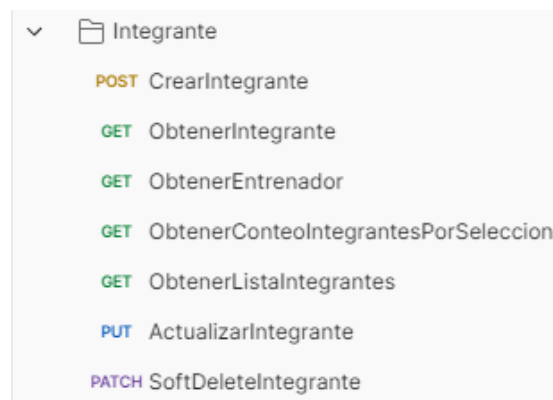 Integrante
POST CrearIntegrante
GET ObtenerIntegrante
GET ObtenerEntrenador
GET ObtenerConteoIntegrantesPorSeleccion
GET ObtenerListaIntegrantes
PUT ActualizarIntegrante
PATCH SoftDeleteIntegrante